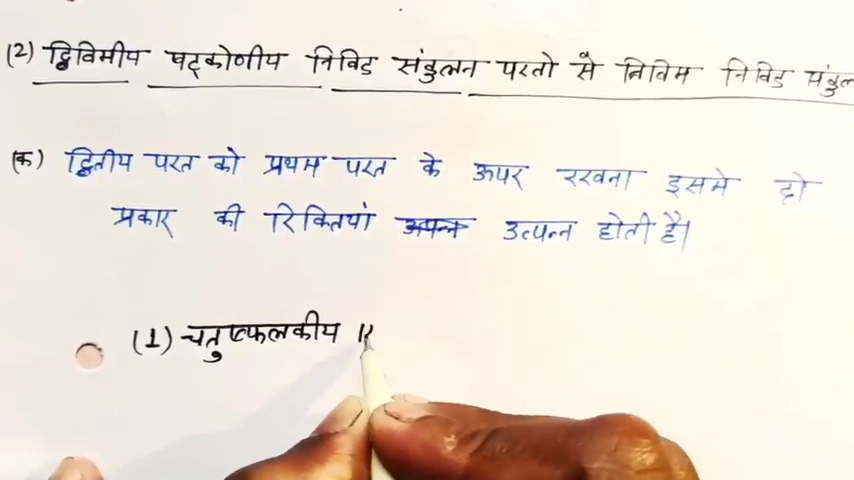 (2) द्विविमीय षट्कोणीय निविड संकुलन परतो से त्रिविम निविड संकुल
(क) द्वितीय परत को प्रथम परत के ऊपर रखना इसमे दो
प्रकार की रिक्तियां उत्पन्न होती है।
(1) चतुष्फलकीय